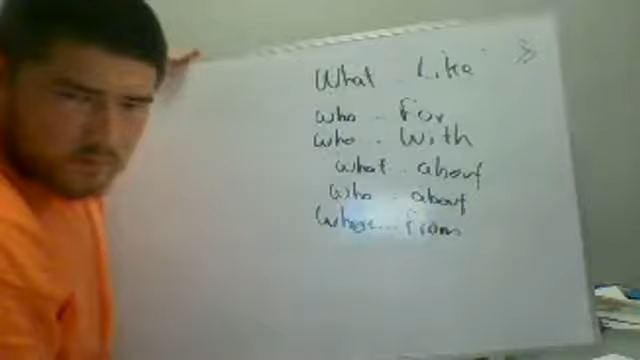 What .. Like
who .. For
who .. With
what .. about
who .. about
Where... from